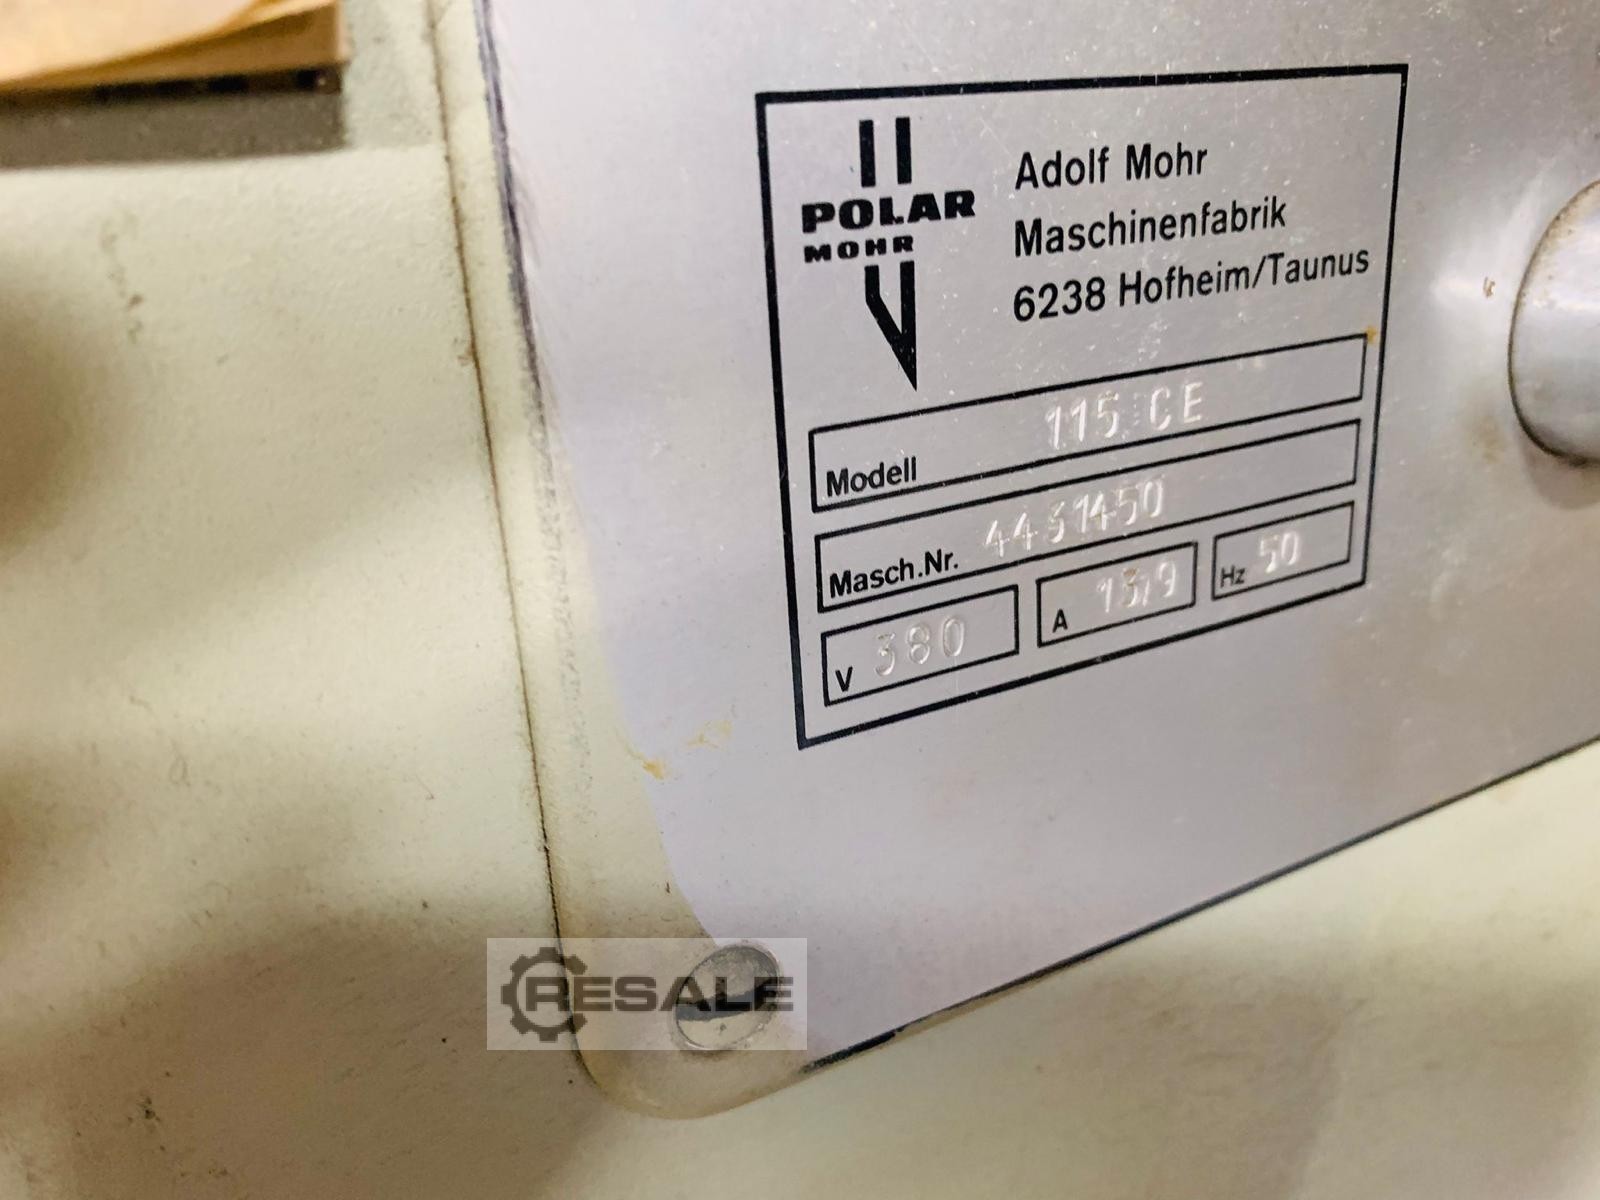 POLAR
MOHR
Adolf Mohr
Maschinenfabrik
6238 Hofheim/Taunus
Modell 115 CE
Masch.Nr. 4431450
V 380
A 15/9
Hz 50
RESALE